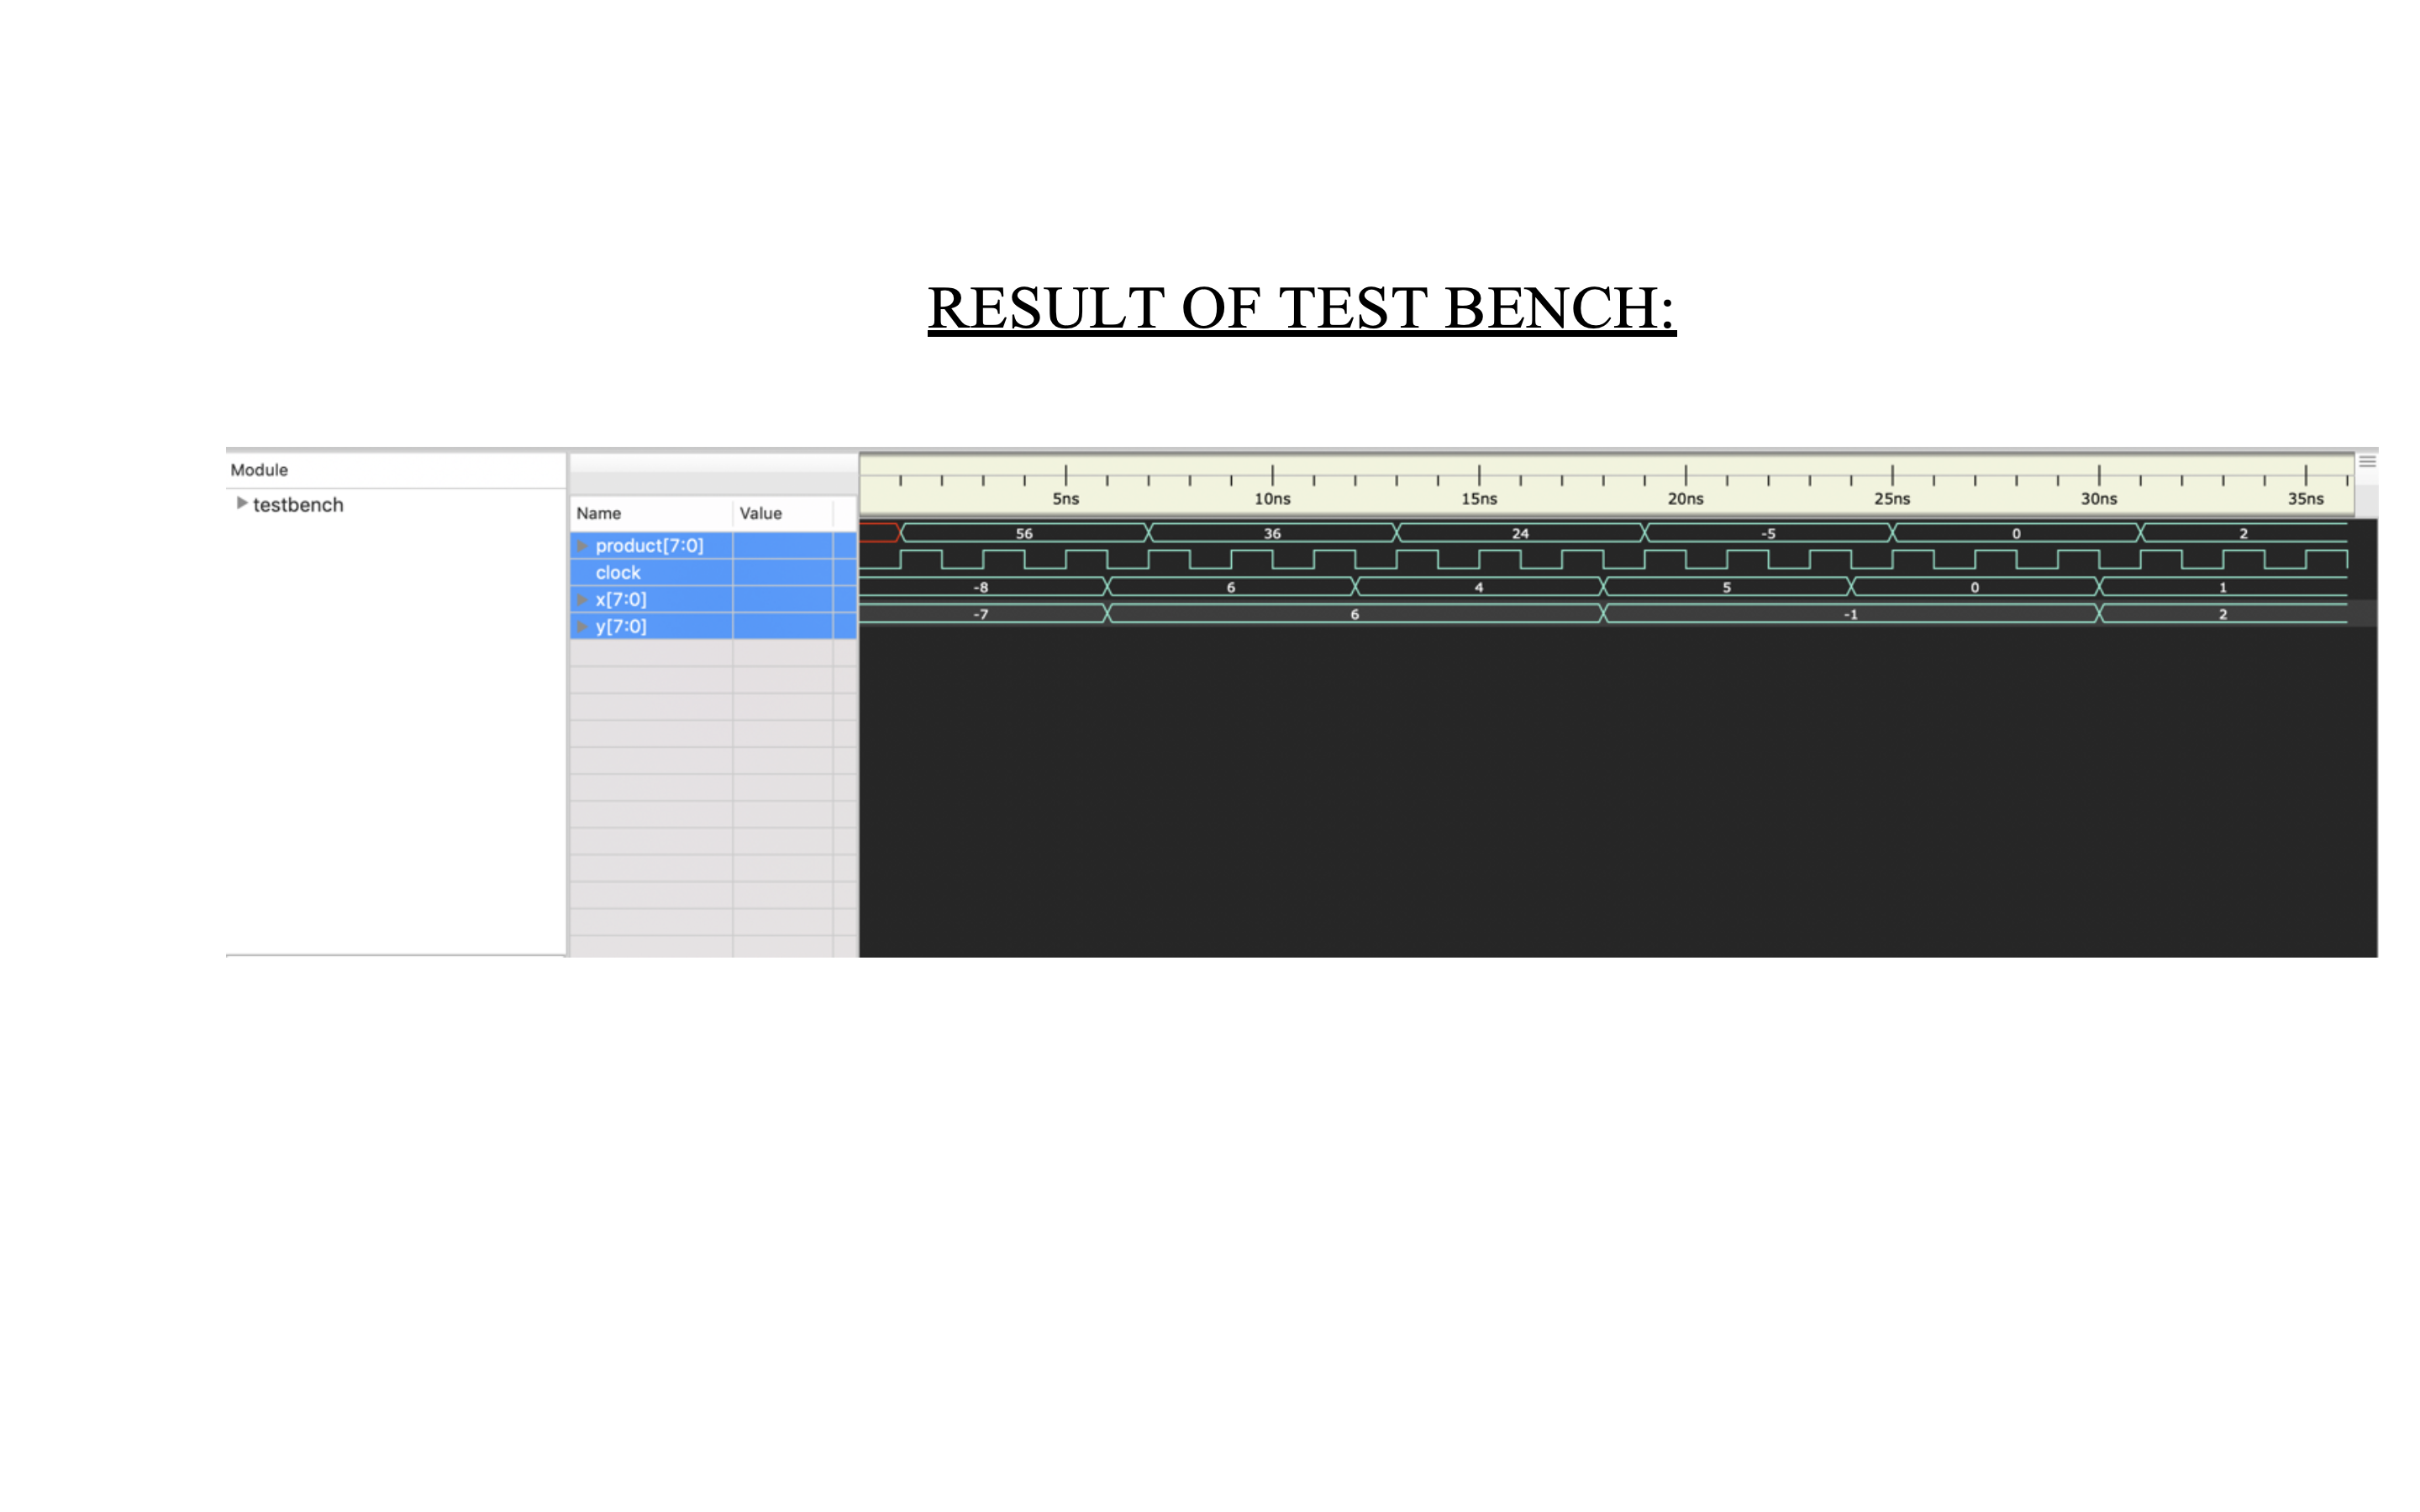 RESULT OF TEST BENCH:
Module
testbench
Name Value
product[7:0]
clock
x[7:0]
y[7:0]
5ns 10ns 15ns 20ns 25ns 30ns 35ns
56 36 24 -5 0 2
-8 6 4 5 0 1
-7 6 -1 2